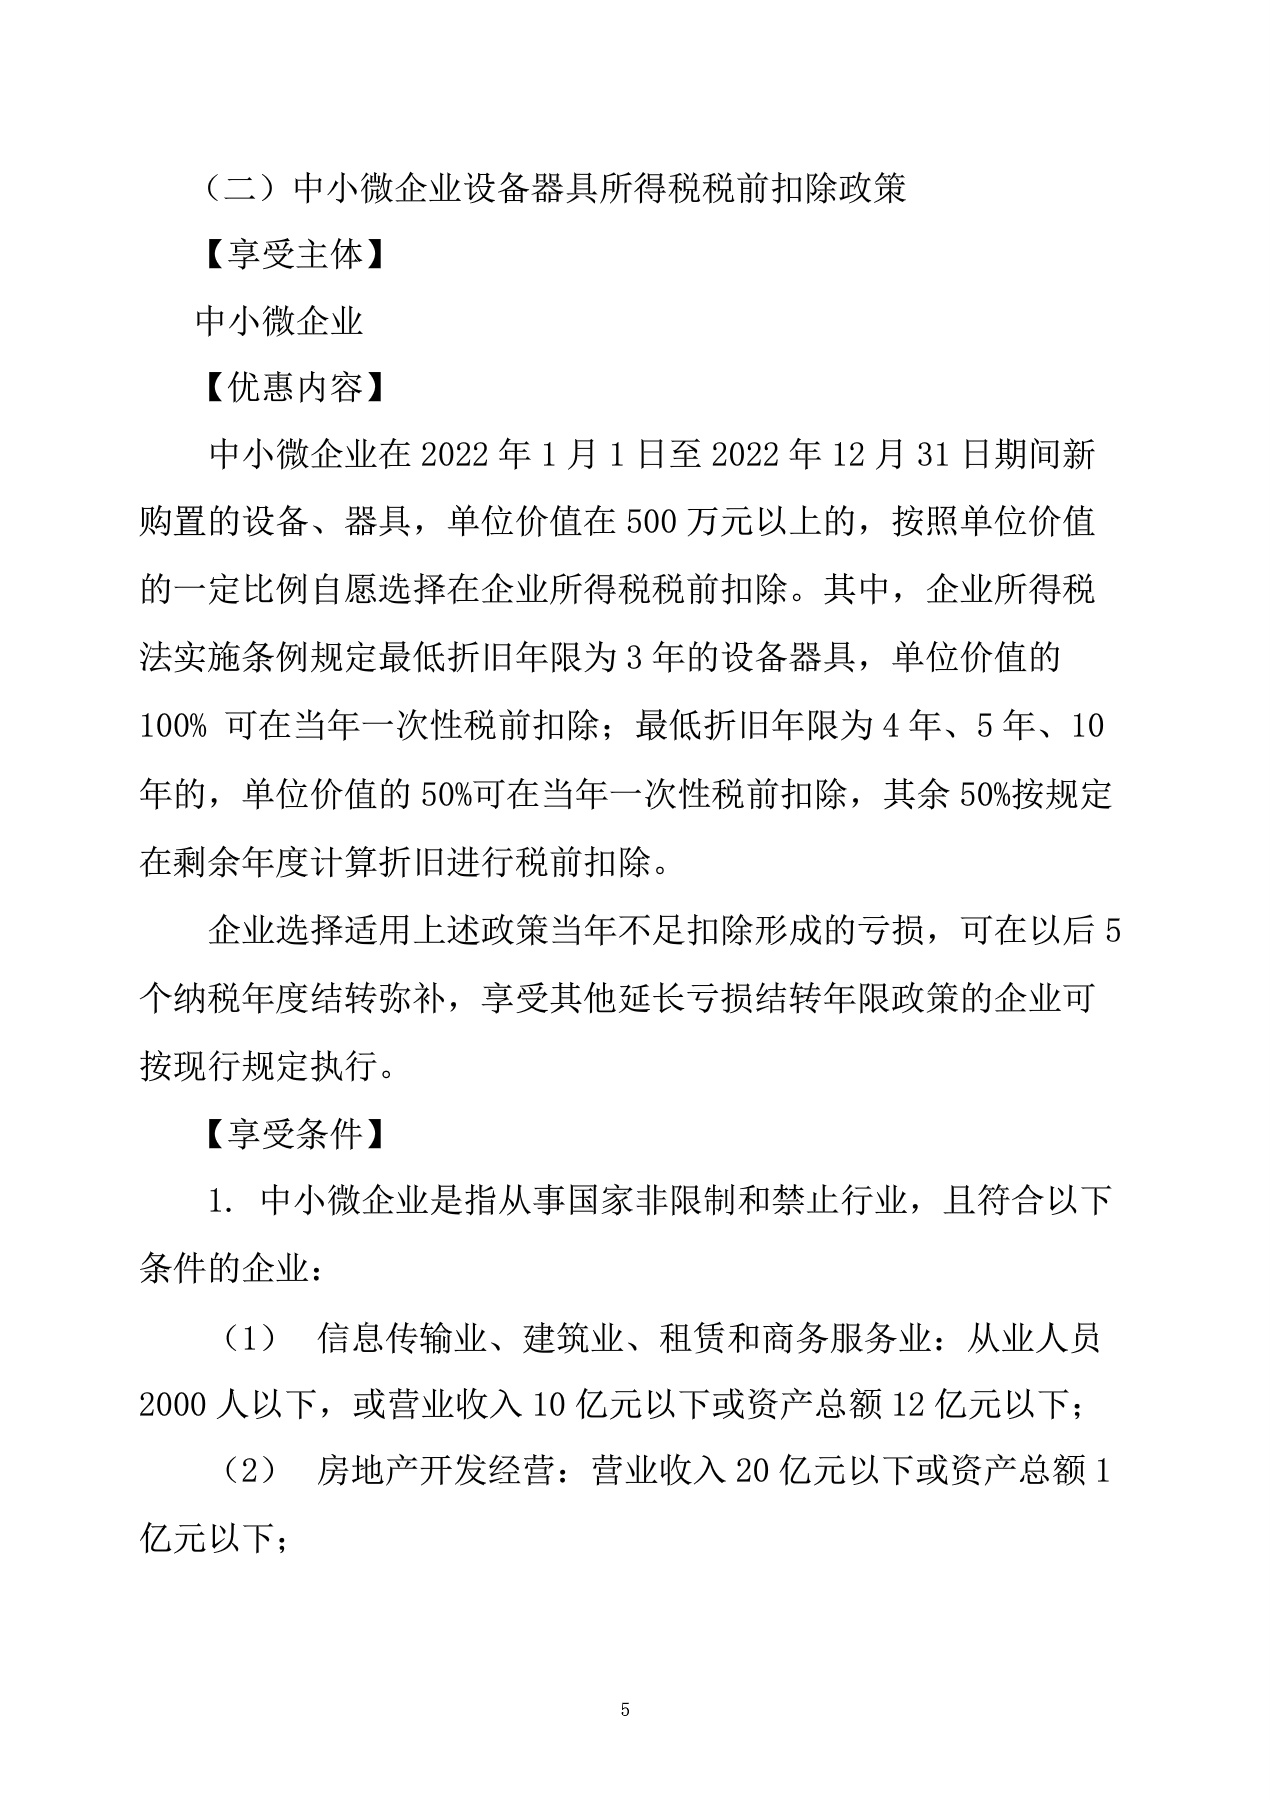 （二）中小微企业设备器具所得税税前扣除政策
【享受主体】
中小微企业
【优惠内容】
中小微企业在 2022 年 1 月 1 日至 2022 年 12 月 31 日期间新
购置的设备、器具，单位价值在 500 万元以上的，按照单位价值
的一定比例自愿选择在企业所得税税前扣除。其中，企业所得税
法实施条例规定最低折旧年限为 3 年的设备器具，单位价值的
100% 可在当年一次性税前扣除；最低折旧年限为 4 年、5 年、10
年的，单位价值的 50%可在当年一次性税前扣除，其余 50%按规定
在剩余年度计算折旧进行税前扣除。
企业选择适用上述政策当年不足扣除形成的亏损，可在以后 5
个纳税年度结转弥补，享受其他延长亏损结转年限政策的企业可
按现行规定执行。
【享受条件】
1. 中小微企业是指从事国家非限制和禁止行业，且符合以下
条件的企业：
（1） 信息传输业、建筑业、租赁和商务服务业：从业人员
2000 人以下，或营业收入 10 亿元以下或资产总额 12 亿元以下；
（2） 房地产开发经营：营业收入 20 亿元以下或资产总额 1
亿元以下；
5